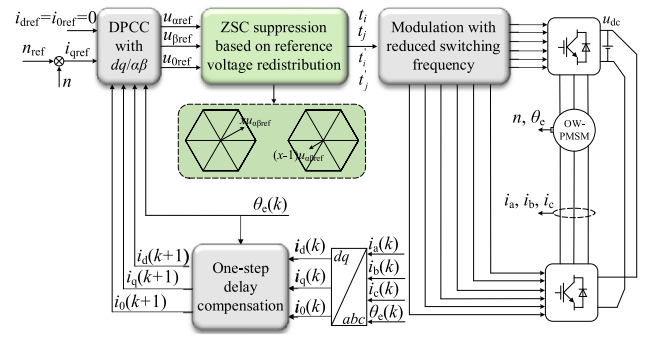 i_dref=i_0ref=0
n_ref
i_qref
n
DPCC
with
dq/αβ
u_αref
u_βref
u_0ref
ZSC suppression
based on reference
voltage redistribution
t_i
t_j
t_i'
t_j'
Modulation with
reduced switching
frequency
u_dc
xu_αβref
(x-1)u_αβref
n, θ_e
OW-
PMSM
i_a, i_b, i_c
θ_e(k)
i_d(k+1)
i_q(k+1)
i_0(k+1)
One-step
delay
compensation
i_d(k)
i_q(k)
i_0(k)
dq
abc
i_a(k)
i_b(k)
i_c(k)
θ_e(k)